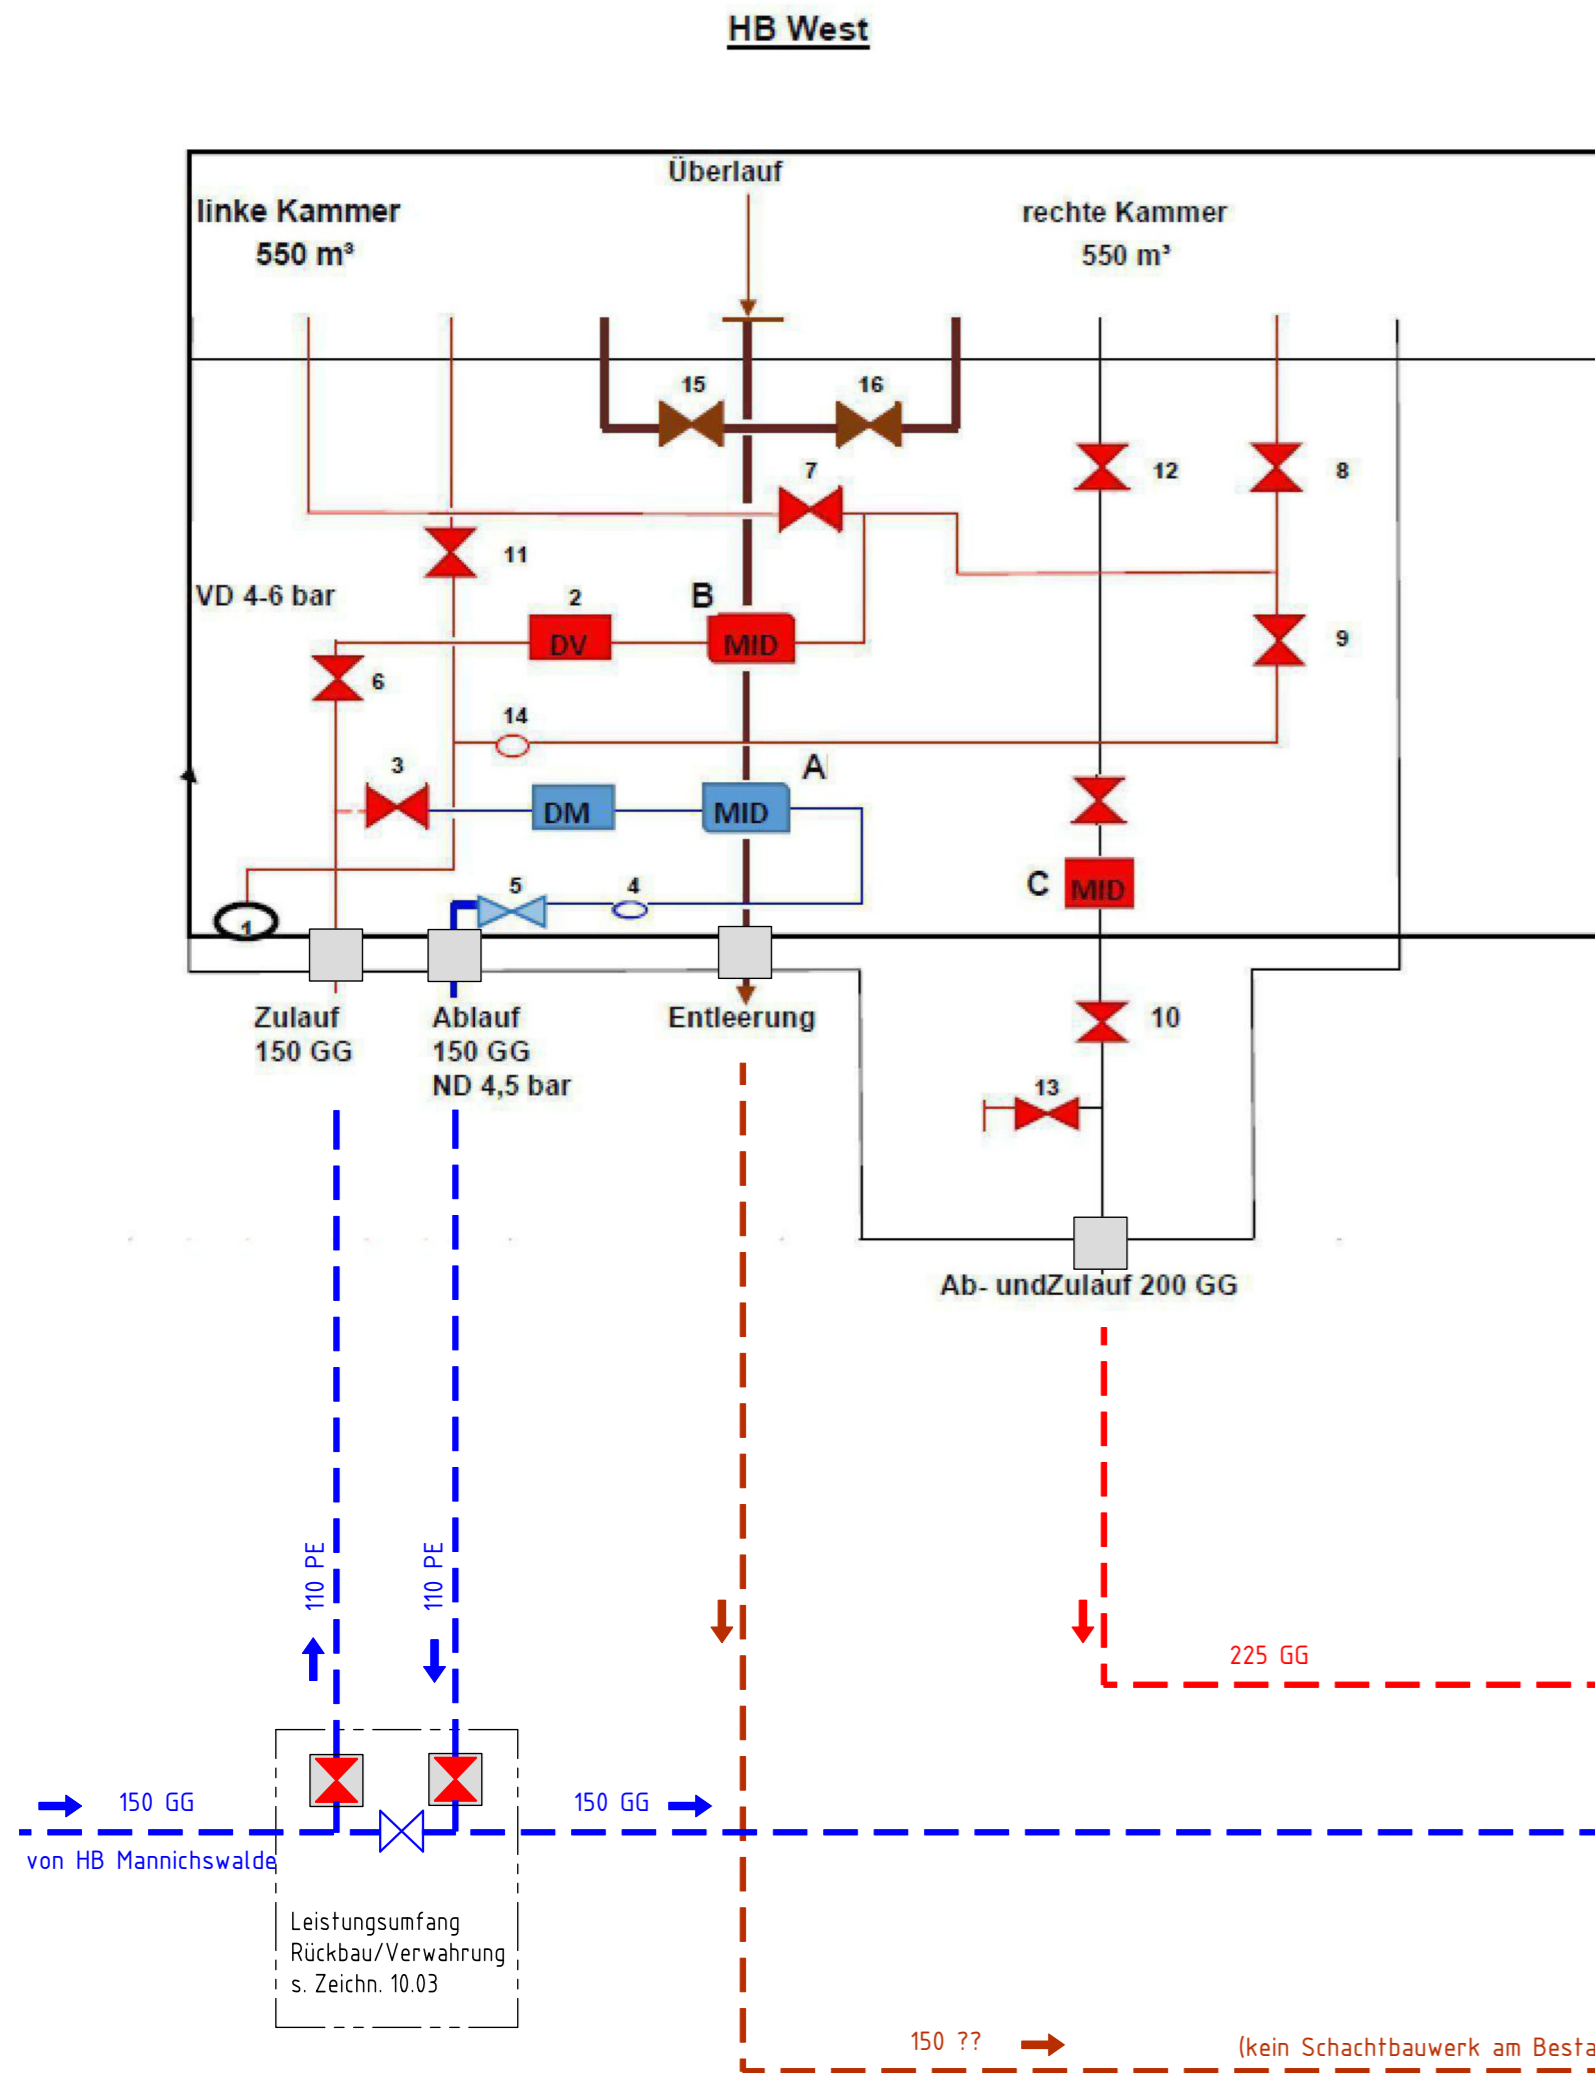 HB West
Überlauf
linke Kammer
550 m³
rechte Kammer
550 m³
15
16
7
12
8
11
VD 4-6 bar
2
B
DV
MID
9
6
14
3
A
DM
MID
C
MID
5
4
1
Zulauf
150 GG
Ablauf
150 GG
ND 4,5 bar
Entleerung
10
13
Ab- undZulauf 200 GG
110 PE
110 PE
225 GG
150 GG
150 GG
von HB Mannichswalde
Leistungsumfang
Rückbau/Verwahrung
s. Zeichn. 10.03
150 ??
(kein Schachtbauwerk am Besta